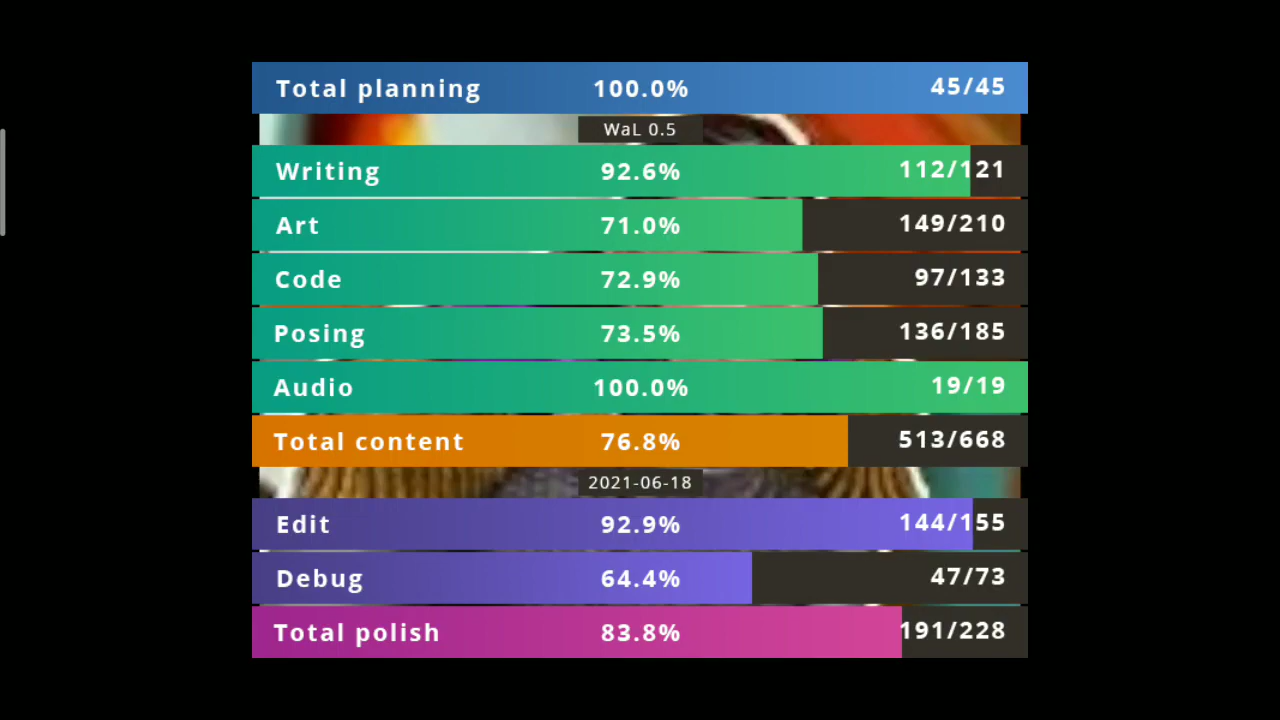 Total planning 100.0% 45/45
WaL 0.5
Writing 92.6% 112/121
Art 71.0% 149/210
Code 72.9% 97/133
Posing 73.5% 136/185
Audio 100.0% 19/19
Total content 76.8% 513/668
2021-06-18
Edit 92.9% 144/155
Debug 64.4% 47/73
Total polish 83.8% 191/228